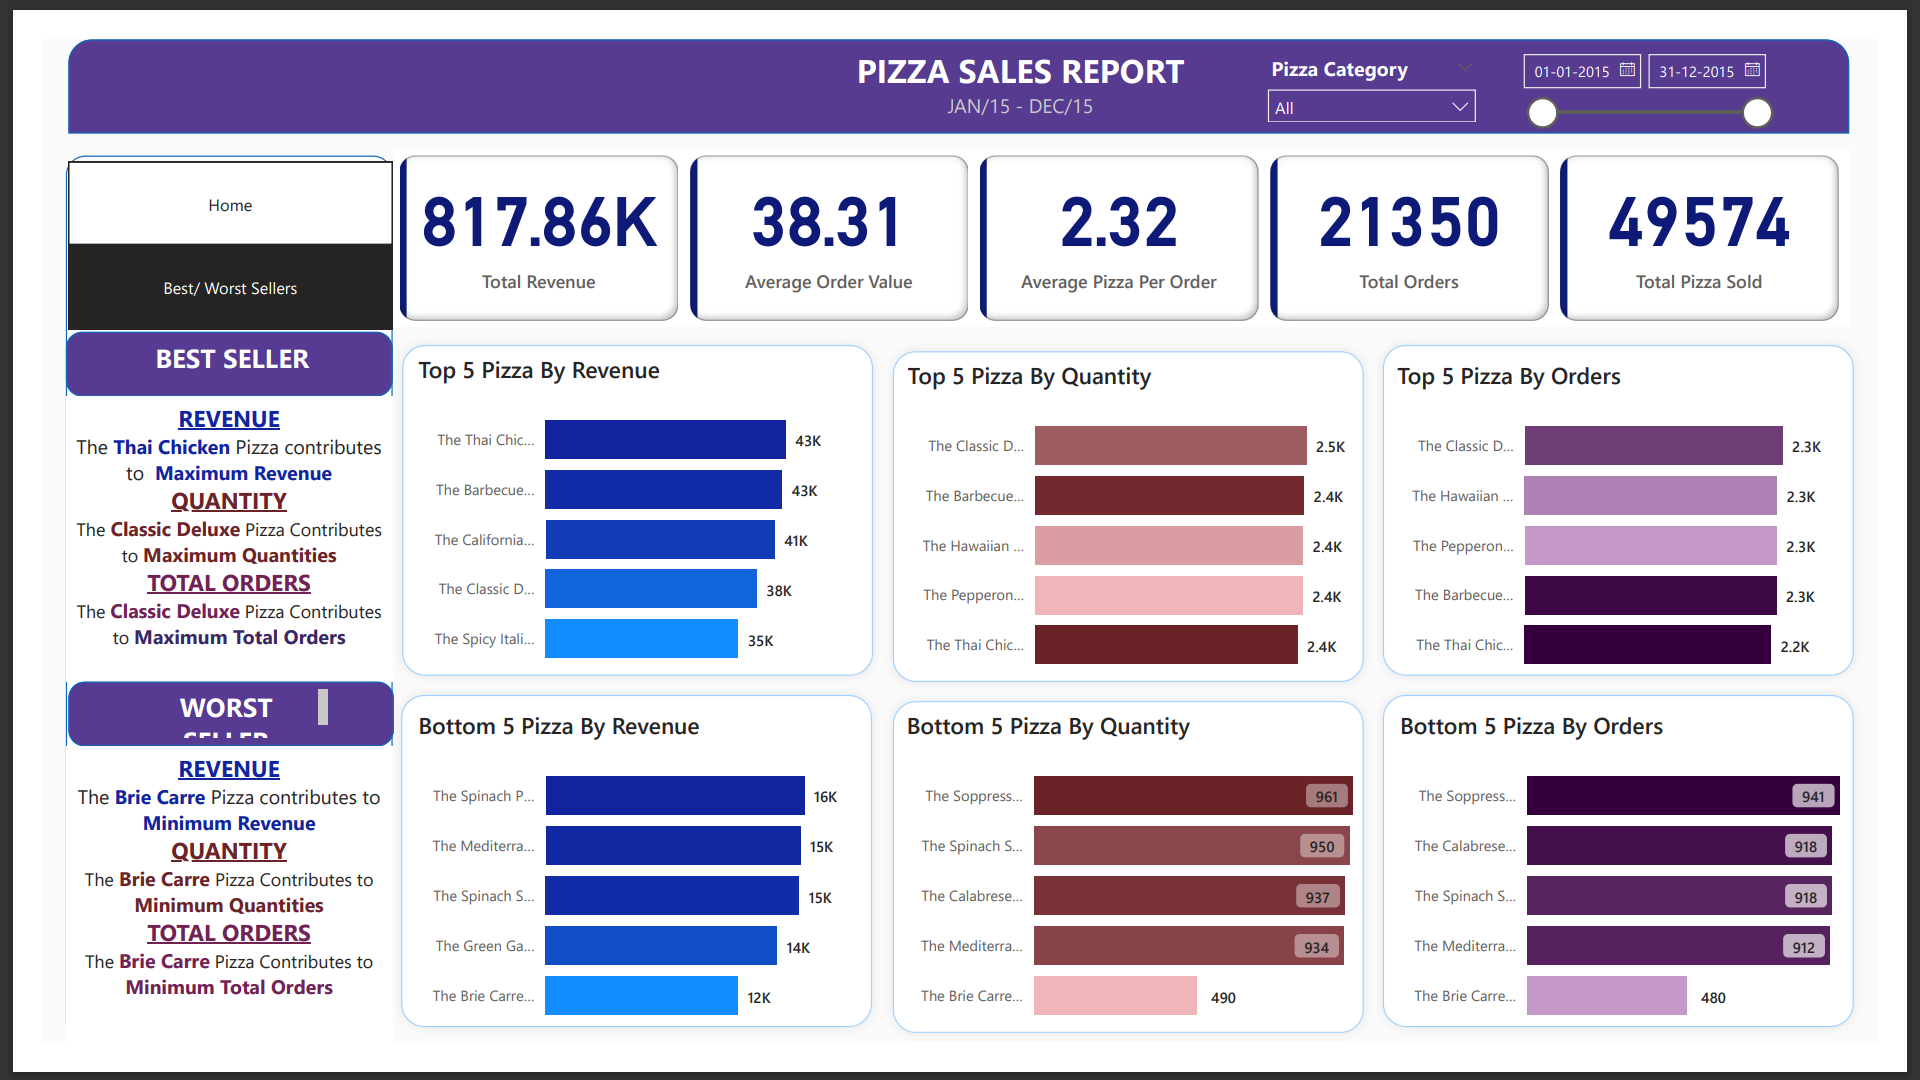 PIZZA SALES REPORT
JAN/15 - DEC/15
Pizza Category
All
01-01-2015
31-12-2015
Home
Best/ Worst Sellers
817.86K
Total Revenue
38.31
Average Order Value
2.32
Average Pizza Per Order
21350
Total Orders
49574
Total Pizza Sold
BEST SELLER
REVENUE
The Thai Chicken Pizza contributes
to Maximum Revenue
QUANTITY
The Classic Deluxe Pizza Contributes
to Maximum Quantities
TOTAL ORDERS
The Classic Deluxe Pizza Contributes
to Maximum Total Orders
WORST
SELLER
REVENUE
The Brie Carre Pizza contributes to
Minimum Revenue
QUANTITY
The Brie Carre Pizza Contributes to
Minimum Quantities
TOTAL ORDERS
The Brie Carre Pizza Contributes to
Minimum Total Orders
Top 5 Pizza By Revenue
The Thai Chic... 43K
The Barbecue... 43K
The California... 41K
The Classic D... 38K
The Spicy Itali... 35K
Top 5 Pizza By Quantity
The Classic D... 2.5K
The Barbecue... 2.4K
The Hawaiian ... 2.4K
The Pepperon... 2.4K
The Thai Chic... 2.4K
Top 5 Pizza By Orders
The Classic D... 2.3K
The Hawaiian ... 2.3K
The Pepperon... 2.3K
The Barbecue... 2.3K
The Thai Chic... 2.2K
Bottom 5 Pizza By Revenue
The Spinach P... 16K
The Mediterra... 15K
The Spinach S... 15K
The Green Ga... 14K
The Brie Carre... 12K
Bottom 5 Pizza By Quantity
The Soppress... 961
The Spinach S... 950
The Calabrese... 937
The Mediterra... 934
The Brie Carre... 490
Bottom 5 Pizza By Orders
The Soppress... 941
The Calabrese... 918
The Spinach S... 918
The Mediterra... 912
The Brie Carre... 480